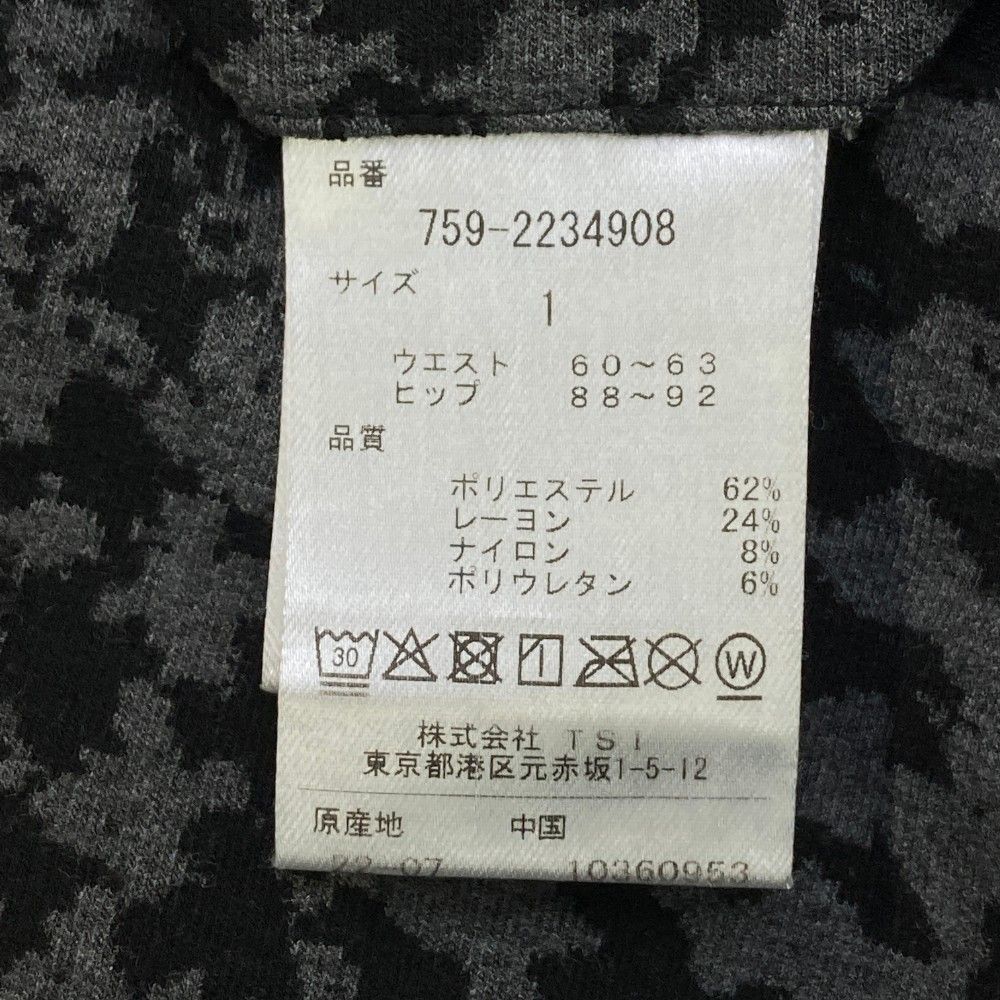 品番
759-2234908
サイズ
1
ウエスト 60~63
ヒップ 88~92
品質
ポリエステル 62%
レーヨン 24%
ナイロン 8%
ポリウレタン 6%
30 W
株式会社 TSI
東京都港区元赤坂1-5-12
原産地 中国
22-07 10360953